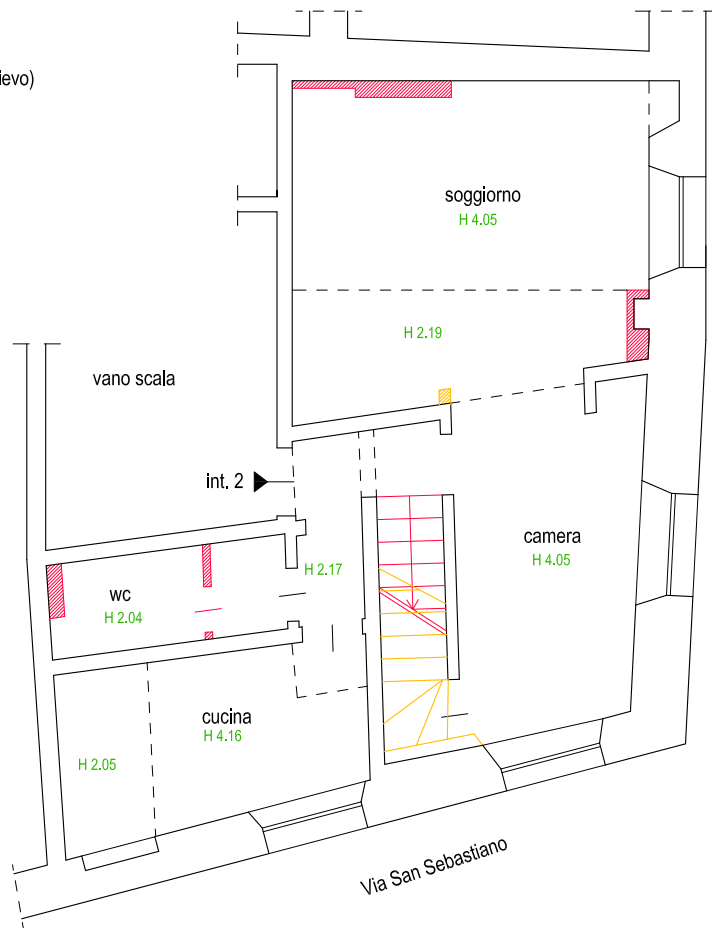 ievo)
soggiorno
H 4.05
H 2.19
vano scala
int. 2
camera
H 4.05
H 2.17
wc
H 2.04
cucina
H 4.16
H 2.05
Via San Sebastiano